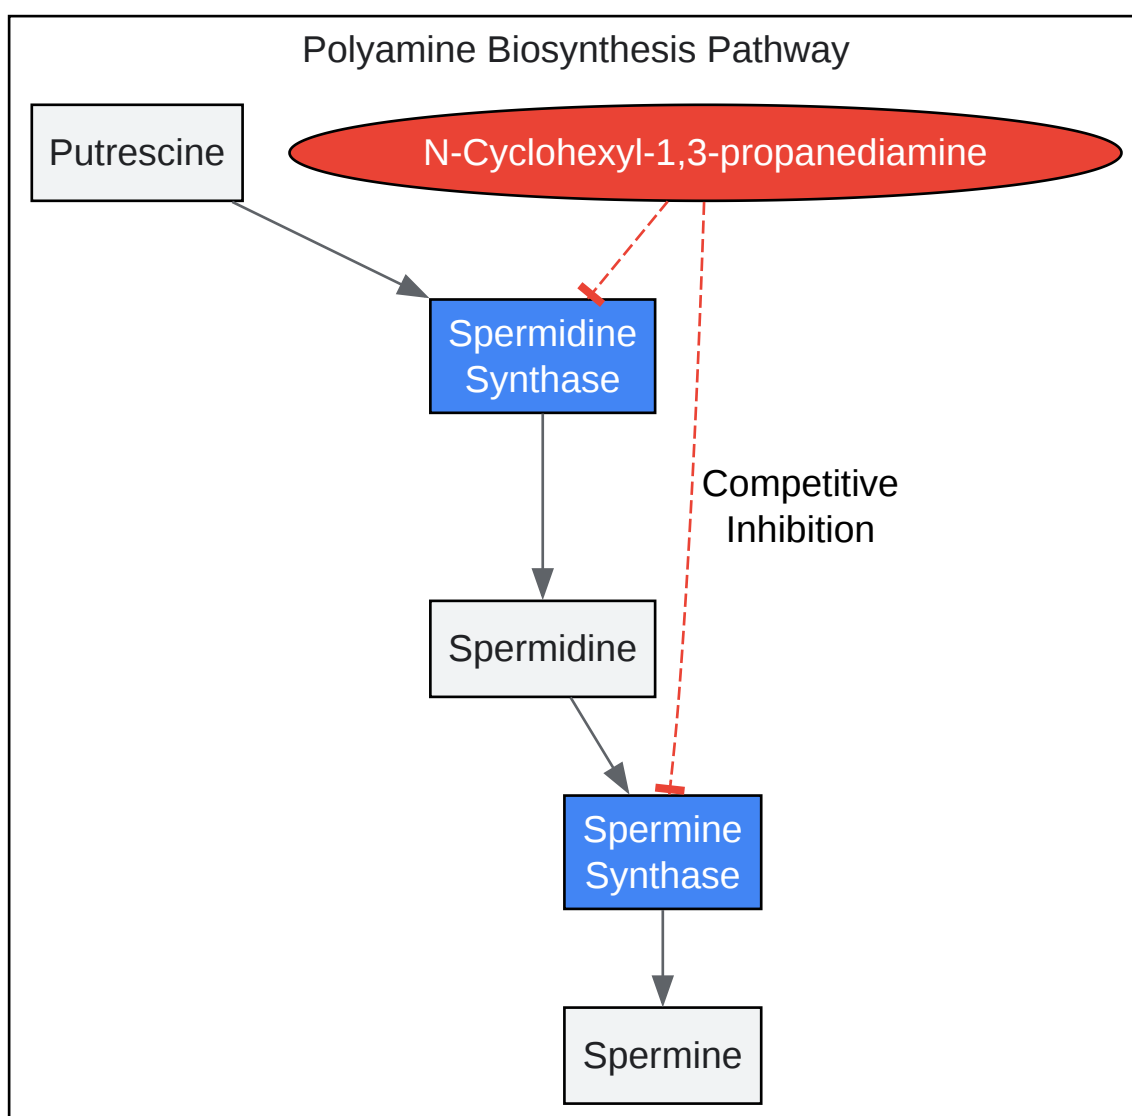 Polyamine Biosynthesis Pathway
Putrescine
N-Cyclohexyl-1,3-propanediamine
Spermidine
Synthase
Competitive
Inhibition
Spermidine
Spermine
Synthase
Spermine